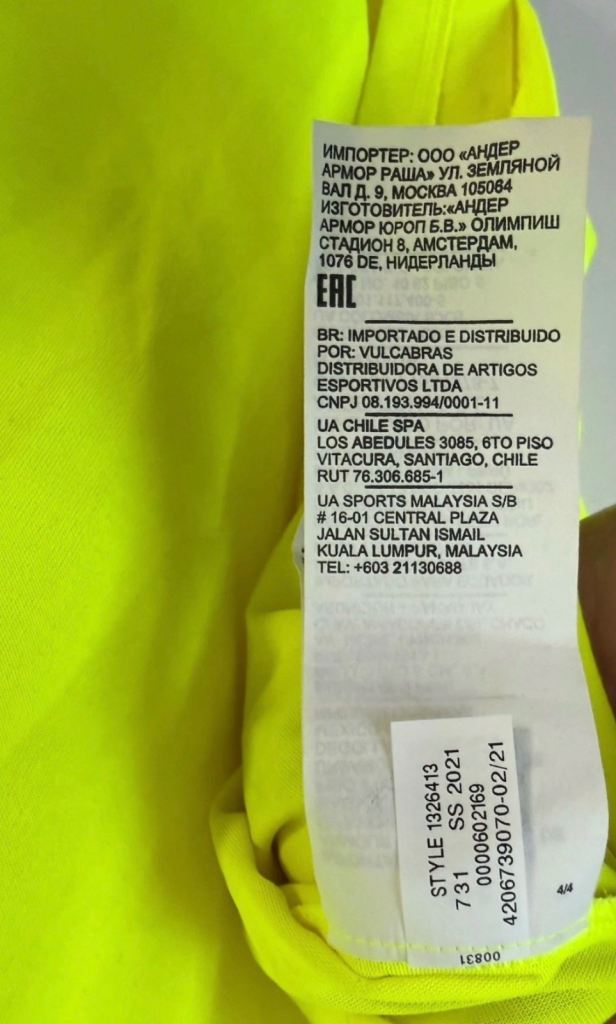 ИМПОРТЕР: ООО «АНДЕР
АРМОР РАША» УЛ. ЗЕМЛЯНОЙ
ВАЛ Д. 9, МОСКВА 105064
ИЗГОТОВИТЕЛЬ:«АНДЕР
АРМОР ЮРОП Б.В.» ОЛИМПИШ
СТАДИОН 8, АМСТЕРДАМ,
1076 DE, НИДЕРЛАНДЫ
EAC
BR: IMPORTADO E DISTRIBUIDO
POR: VULCABRAS
DISTRIBUIDORA DE ARTIGOS
ESPORTIVOS LTDA
CNPJ 08.193.994/0001-11
UA CHILE SPA
LOS ABEDULES 3085, 6TO PISO
VITACURA, SANTIAGO, CHILE
RUT 76.306.685-1
UA SPORTS MALAYSIA S/B
# 16-01 CENTRAL PLAZA
JALAN SULTAN ISMAIL
KUALA LUMPUR, MALAYSIA
TEL: +603 21130688
STYLE 1326413
731 SS 2021
0000602169
4206739070-02/21
4/4
00831